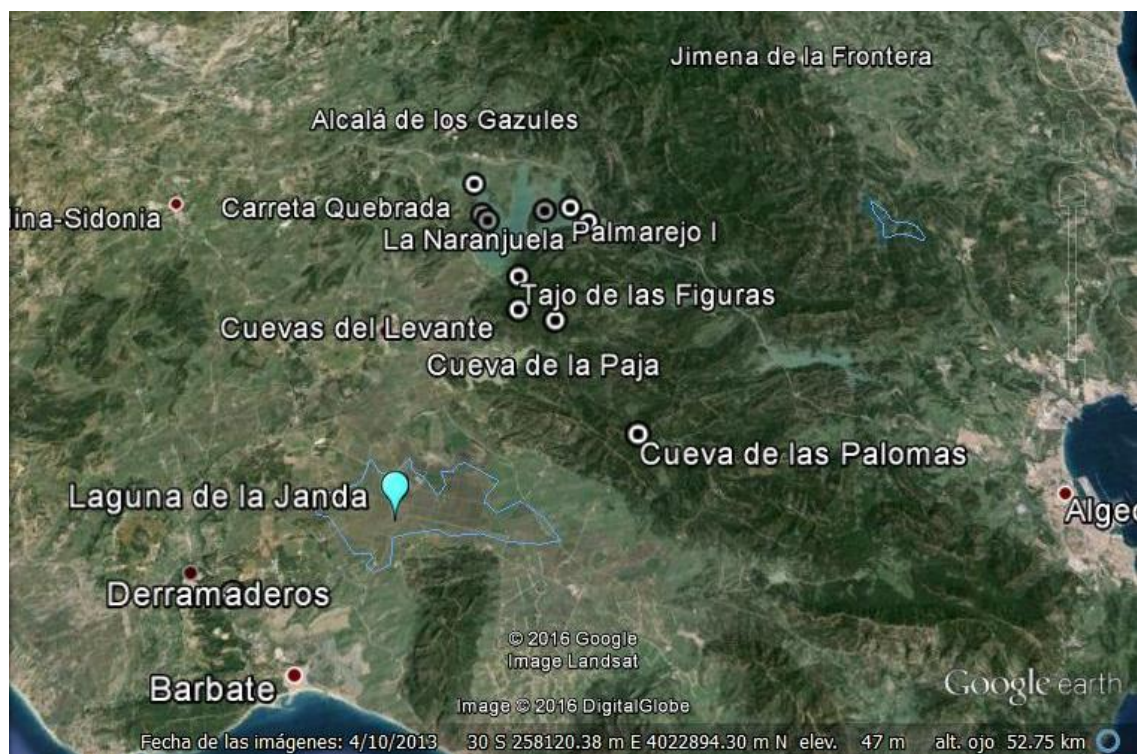 Jimena de la Frontera
Alcalá de los Gazules
lina-Sidonia
Carreta Quebrada
La Naranjuela
Palmarejo I
Tajo de las Figuras
Cuevas del Levante
Cueva de la Paja
Cueva de las Palomas
Laguna de la Janda
Algec
Derramaderos
© 2016 Google
Image Landsat
Barbate
Google earth
Image © 2016 DigitalGlobe
Fecha de las imágenes: 4/10/2013 30 S 258120.38 m E 4022894.30 m N elev. 47 m alt. ojo 52.75 km